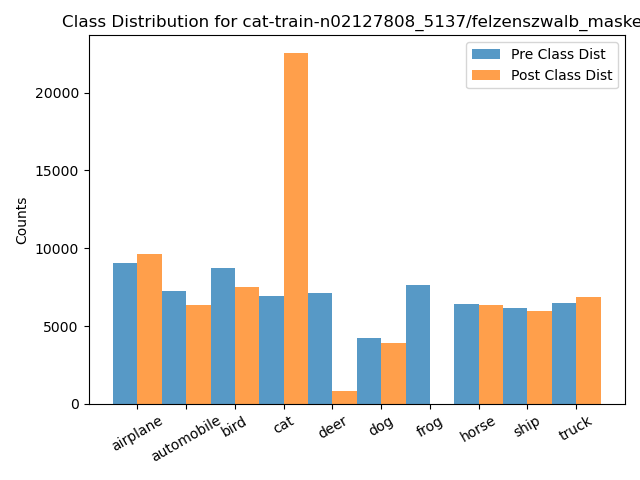 Class Distribution for cat-train-n02127808_5137/felzenszwalb_maske
Pre Class Dist
Post Class Dist
Counts
20000
15000
10000
5000
0
airplane
automobile
bird
cat
deer
dog
frog
horse
ship
truck